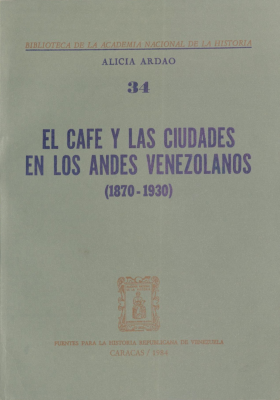 BIBLIOTECA DE LA ACADEMIA NACIONAL DE LA HISTORIA
ALICIA ARDAO
34
EL CAFE Y LAS CIUDADES
EN LOS ANDES VENEZOLANOS
(1870-1930)
FUENTES PARA LA HISTORIA REPUBLICANA DE VENEZUELA
CARACAS / 1984